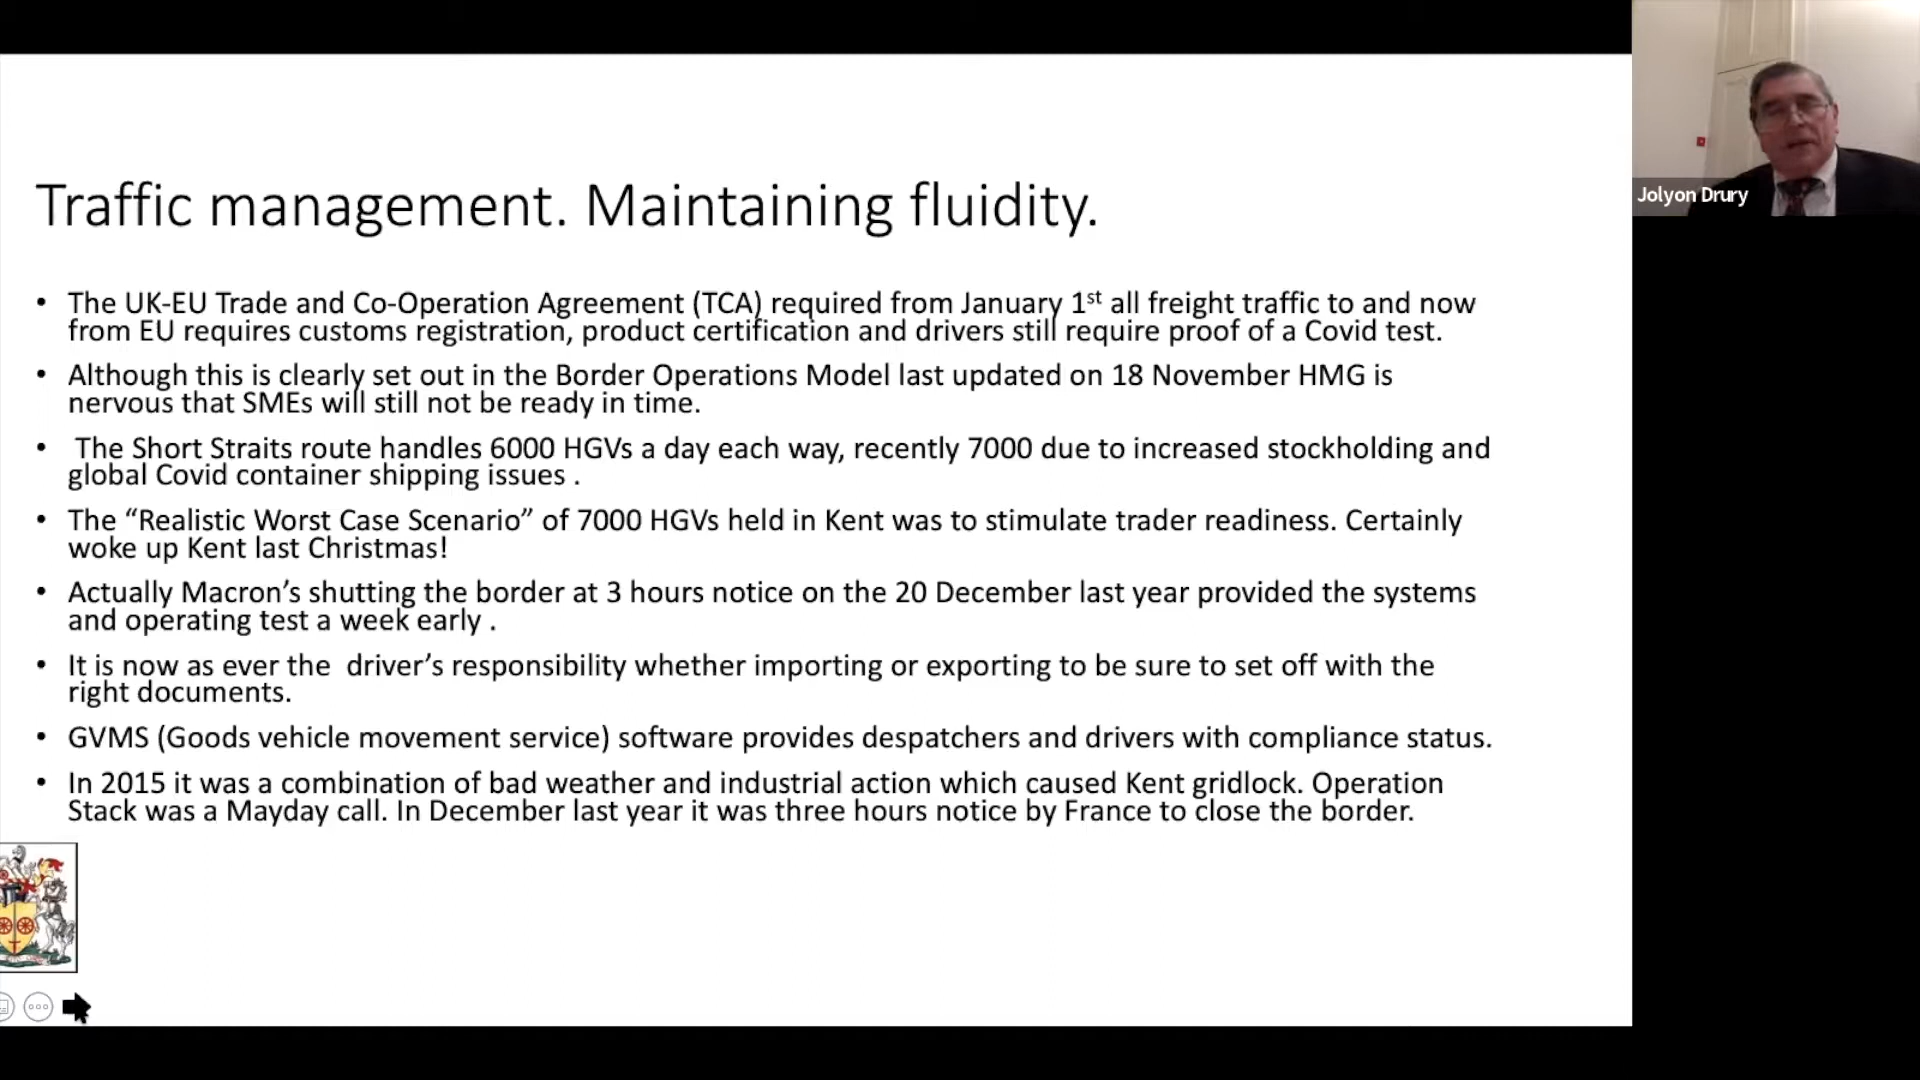 Jolyon Drury
Traffic management. Maintaining fluidity.
• The UK-EU Trade and Co-Operation Agreement (TCA) required from January 1st all freight traffic to and now
from EU requires customs registration, product certification and drivers still require proof of a Covid test.
• Although this is clearly set out in the Border Operations Model last updated on 18 November HMG is
nervous that SMEs will still not be ready in time.
• The Short Straits route handles 6000 HGVs a day each way, recently 7000 due to increased stockholding and
global Covid container shipping issues .
• The “Realistic Worst Case Scenario” of 7000 HGVs held in Kent was to stimulate trader readiness. Certainly
woke up Kent last Christmas!
• Actually Macron’s shutting the border at 3 hours notice on the 20 December last year provided the systems
and operating test a week early .
• It is now as ever the  driver’s responsibility whether importing or exporting to be sure to set off with the
right documents.
• GVMS (Goods vehicle movement service) software provides despatchers and drivers with compliance status.
• In 2015 it was a combination of bad weather and industrial action which caused Kent gridlock. Operation
Stack was a Mayday call. In December last year it was three hours notice by France to close the border.